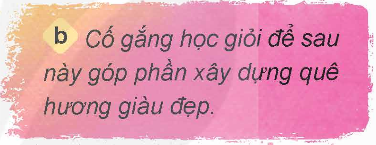 b Cố gắng học giỏi để sau
này góp phần xây dựng quê
hương giàu đẹp.